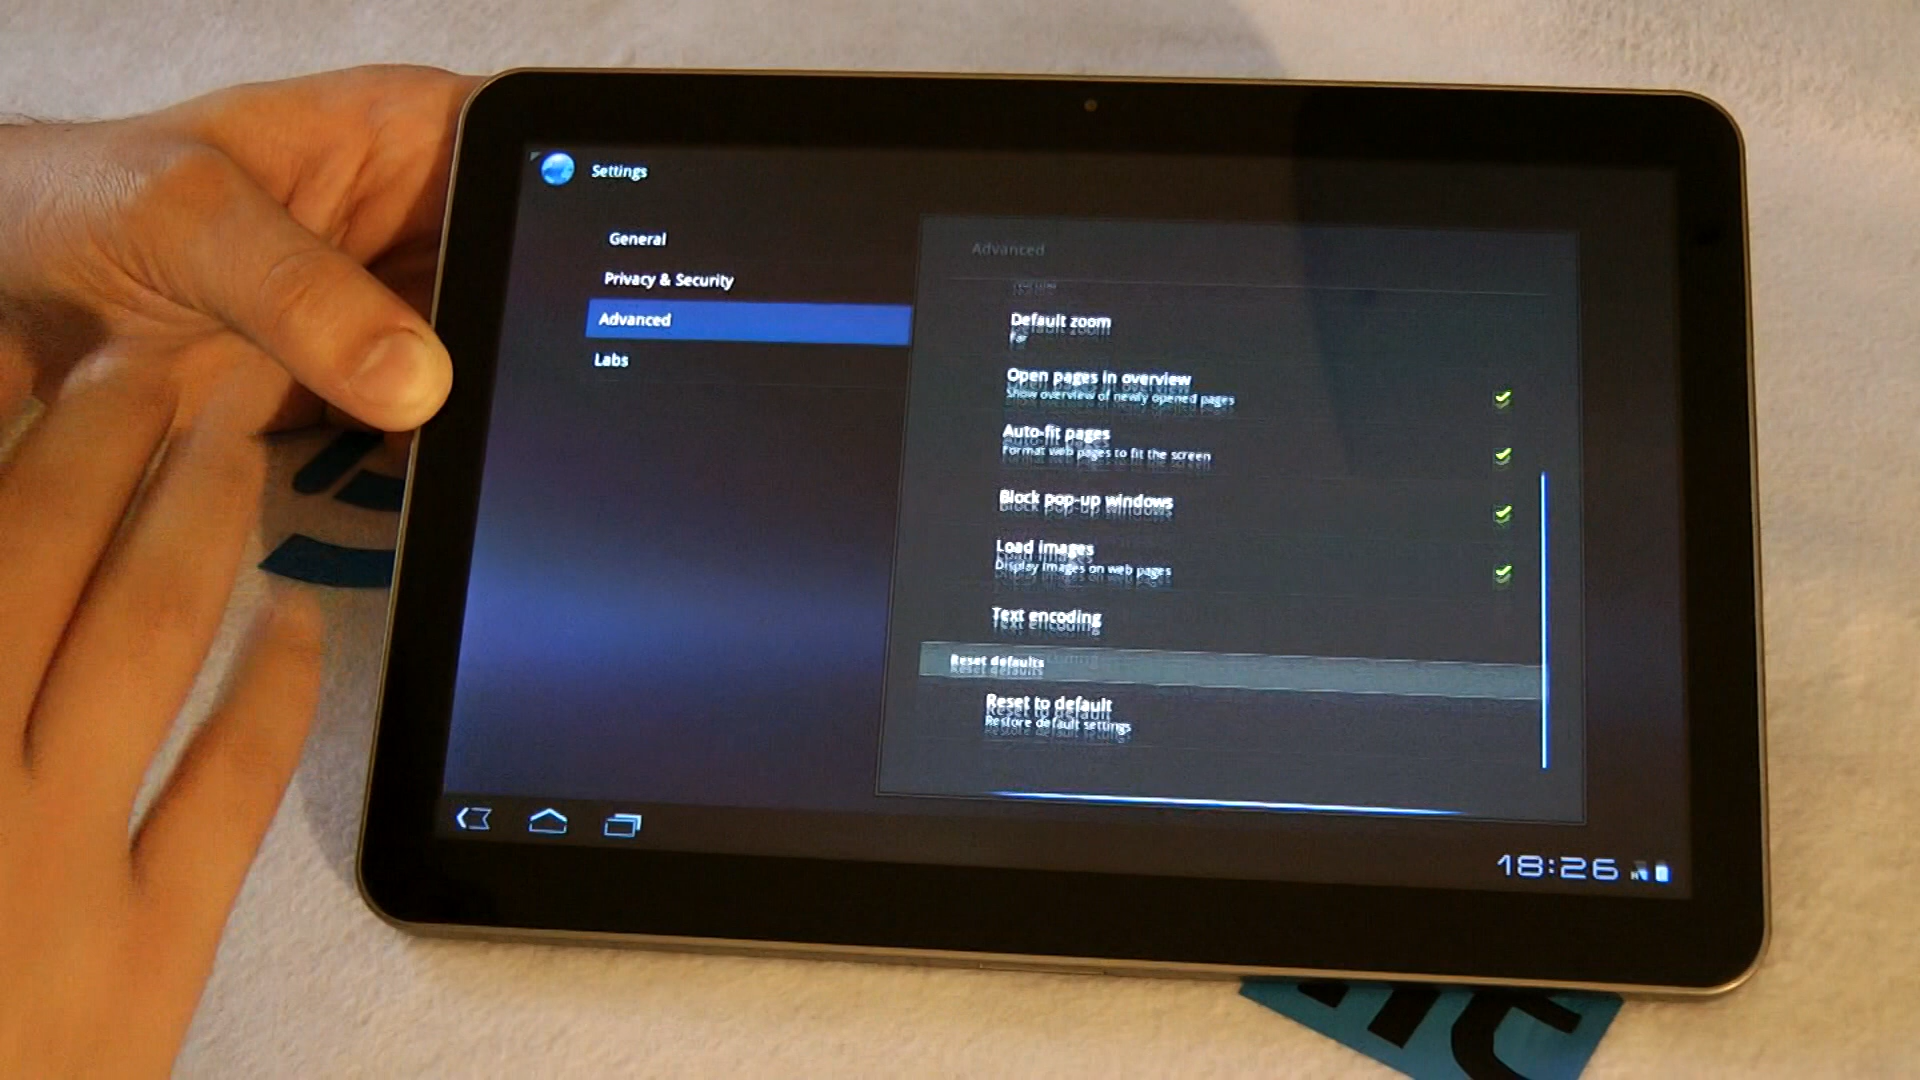 Settings
General
Privacy & Security
Advanced
Labs
Advanced
Normal
Default zoom
Far
Open pages in overview
Show overview of newly opened pages
Auto-fit pages
Format web pages to fit the screen
Block pop-up windows
Load images
Display images on web pages
Text encoding
Reset defaults
Reset to default
Restore default settings
18:26